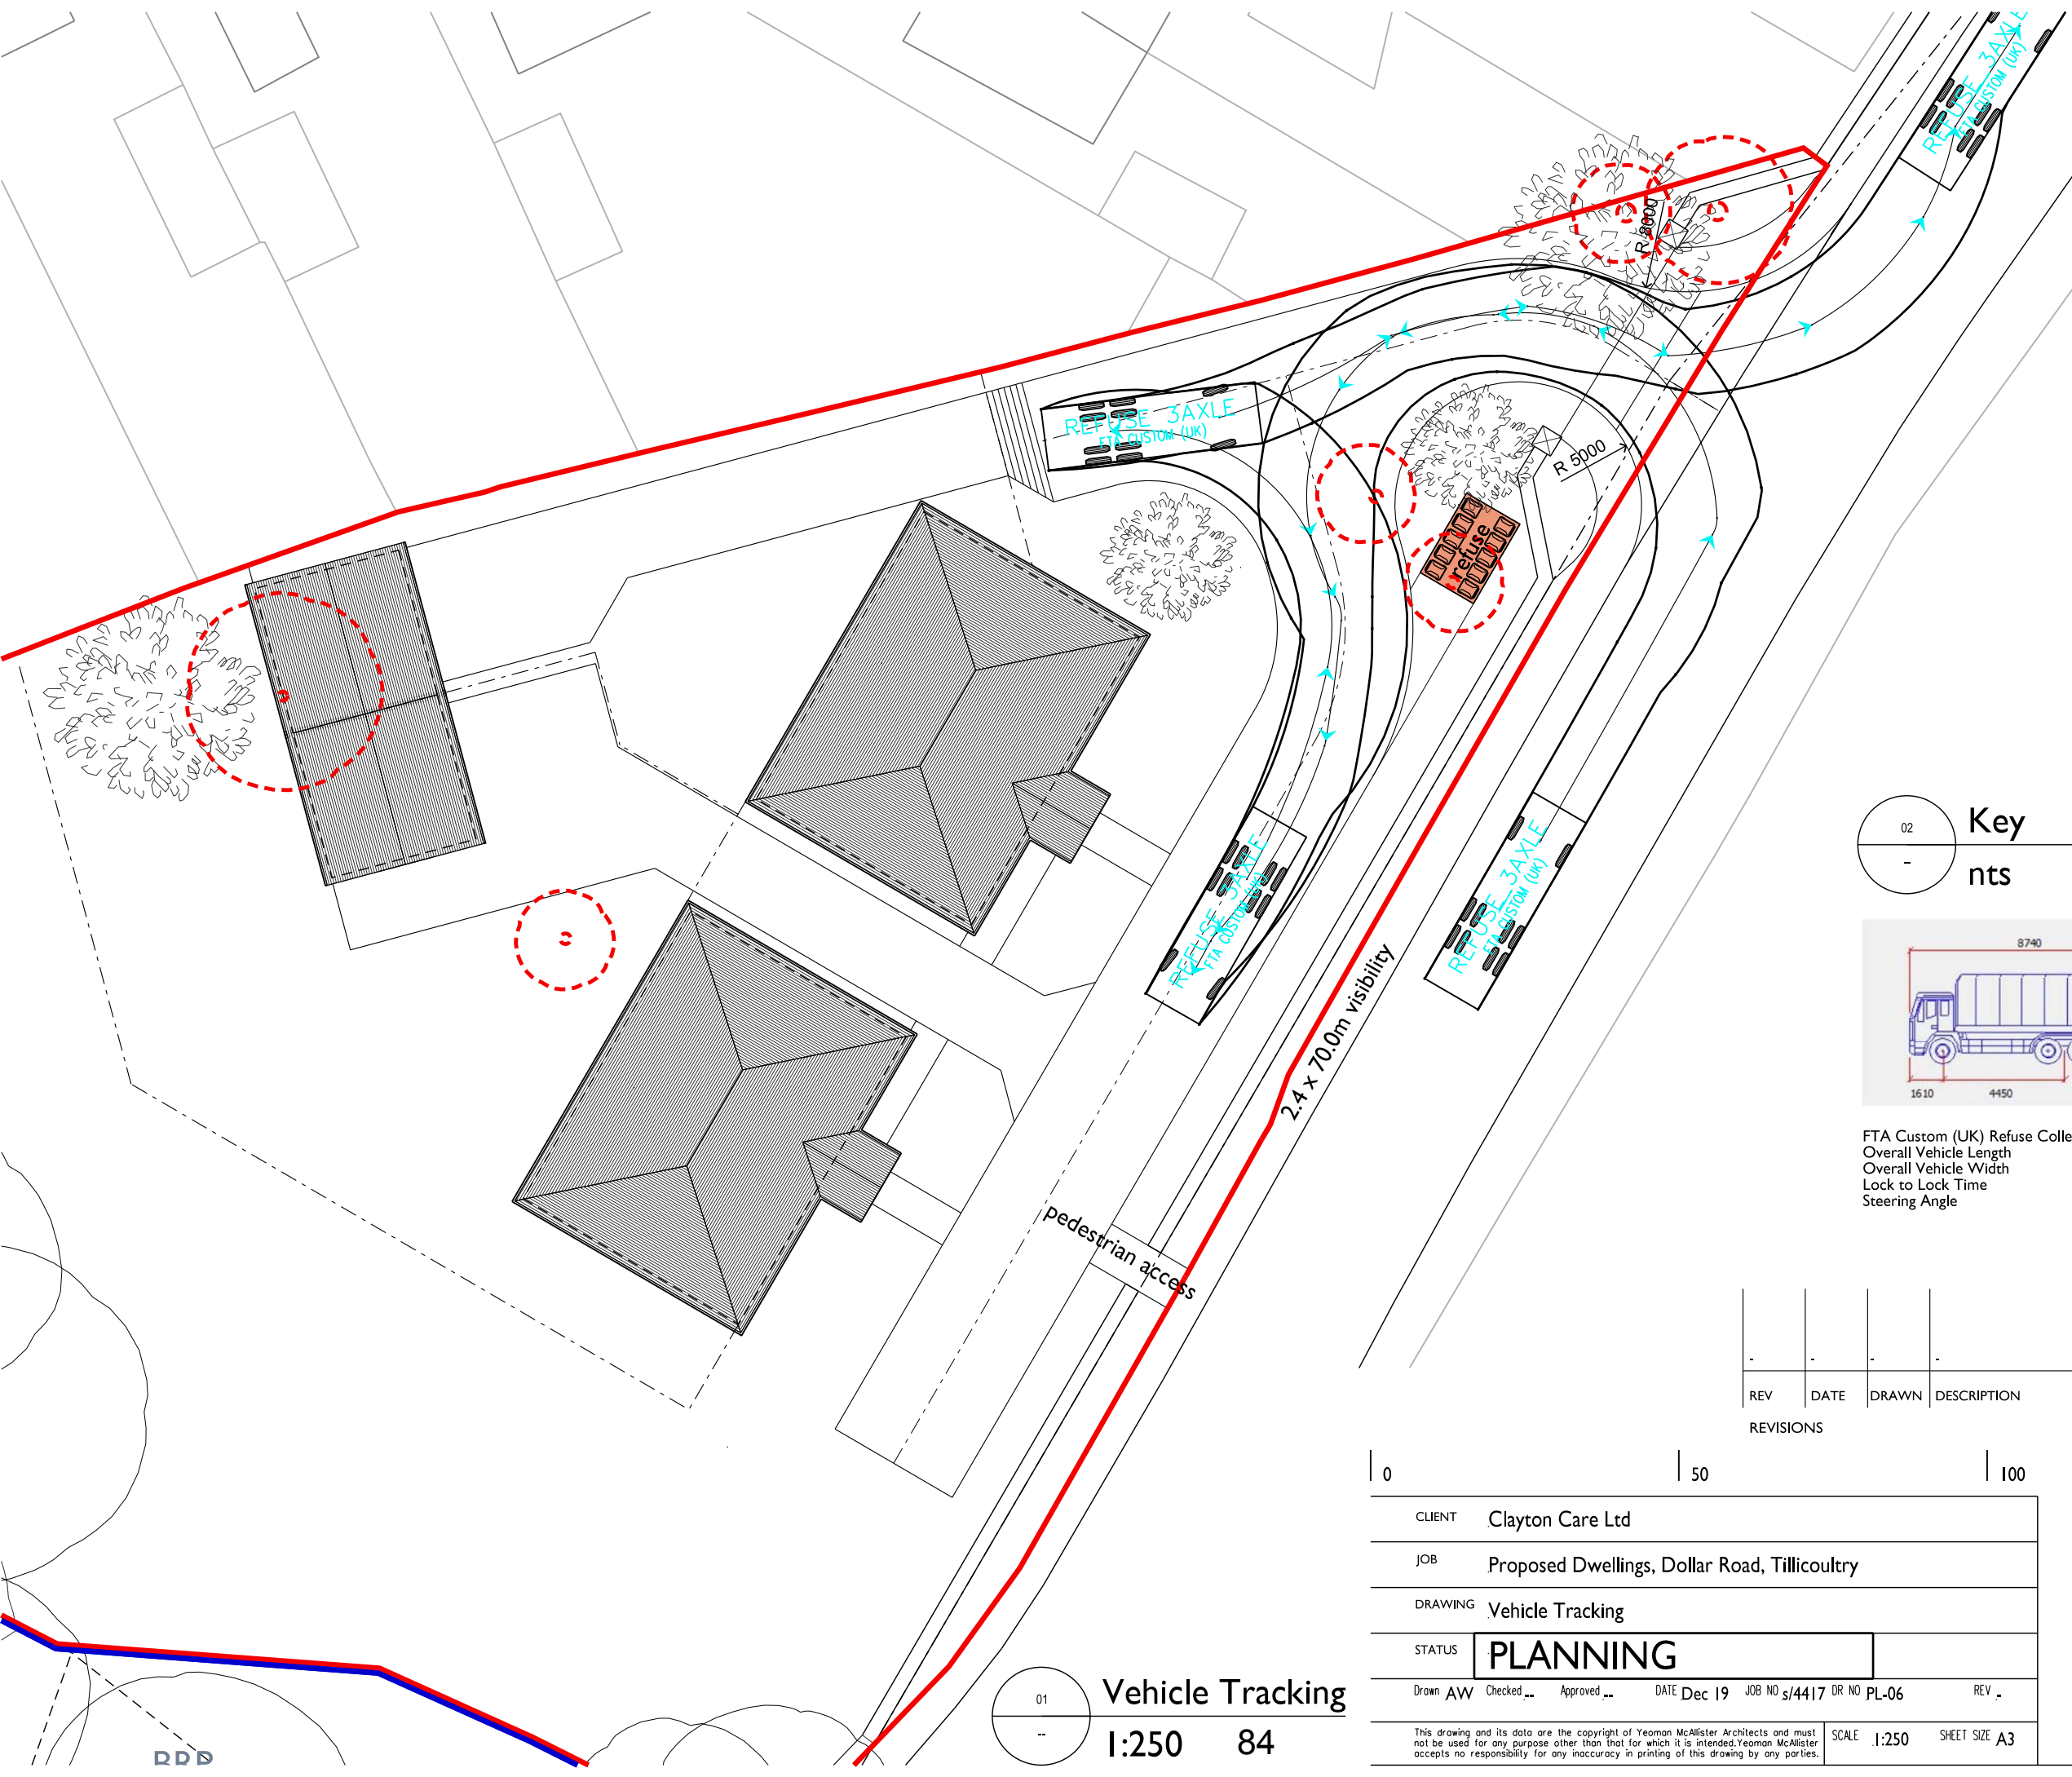 REFUSE 3AXLE
FTA CUSTOM (UK)
R 8000
REFUSE 3AXLE
FTA CUSTOM (UK)
R 5000
refuse
REFUSE 3AXLE
FTA CUSTOM (UK)
REFUSE 3AXLE
FTA CUSTOM (UK)
2.4 x 70.0m visibility
pedestrian access
02
-
Key
nts
8740
1610
4450
FTA Custom (UK) Refuse Colle
Overall Vehicle Length
Overall Vehicle Width
Lock to Lock Time
Steering Angle
- - - -
REV DATE DRAWN DESCRIPTION
REVISIONS
0 50 100
CLIENT Clayton Care Ltd
JOB Proposed Dwellings, Dollar Road, Tillicoultry
DRAWING Vehicle Tracking
STATUS PLANNING
Drawn AW Checked -- Approved -- DATE Dec 19 JOB NO s/4417 DR NO PL-06 REV -
This drawing and its data are the copyright of Yeoman McAllister Architects and must
not be used for any purpose other than that for which it is intended.Yeoman McAllister
accepts no responsibility for any inaccuracy in printing of this drawing by any parties.
SCALE 1:250 SHEET SIZE A3
01
--
Vehicle Tracking
1:250 84